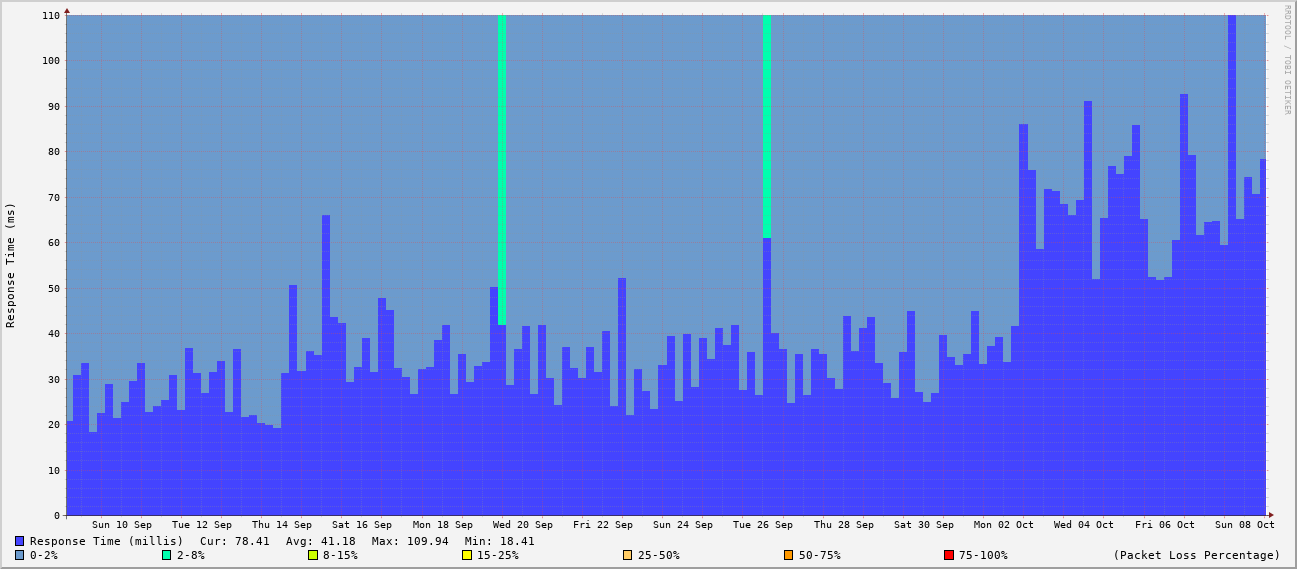 RRDTOOL / TOBI OETIKER
Response Time (ms)
110
100
90
80
70
60
50
40
30
20
10
0
Sun 10 Sep Tue 12 Sep Thu 14 Sep Sat 16 Sep Mon 18 Sep Wed 20 Sep Fri 22 Sep Sun 24 Sep Tue 26 Sep Thu 28 Sep Sat 30 Sep Mon 02 Oct Wed 04 Oct Fri 06 Oct Sun 08 Oct
Response Time (millis) Cur: 78.41 Avg: 41.18 Max: 109.94 Min: 18.41
0-2% 2-8% 8-15% 15-25% 25-50% 50-75% 75-100% (Packet Loss Percentage)